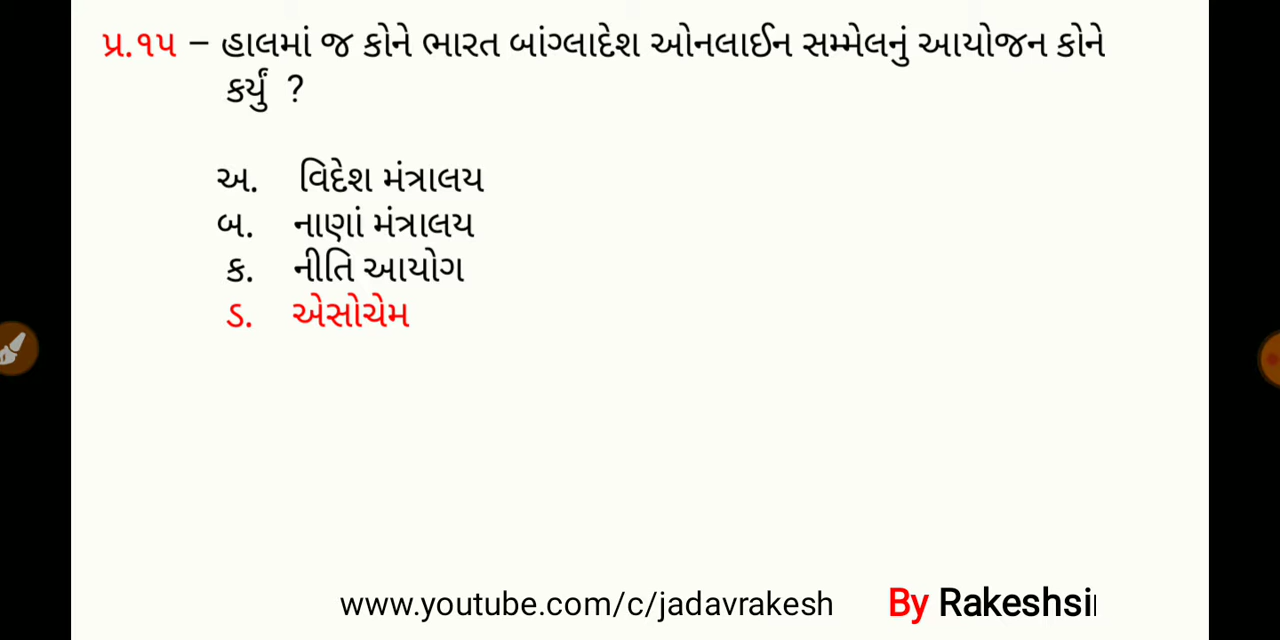 પ્ર.૧૫ – હાલમાં જ કોને ભારત બાંગ્લાદેશ ઓનલાઈન સમ્મેલનું આયોજન કોને
કર્યું ?
અ. વિદેશ મંત્રાલય
બ. નાણાં મંત્રાલય
ક. નીતિ આયોગ
ડ. એસોચેમ
www.youtube.com/c/jadavrakesh By Rakeshsi